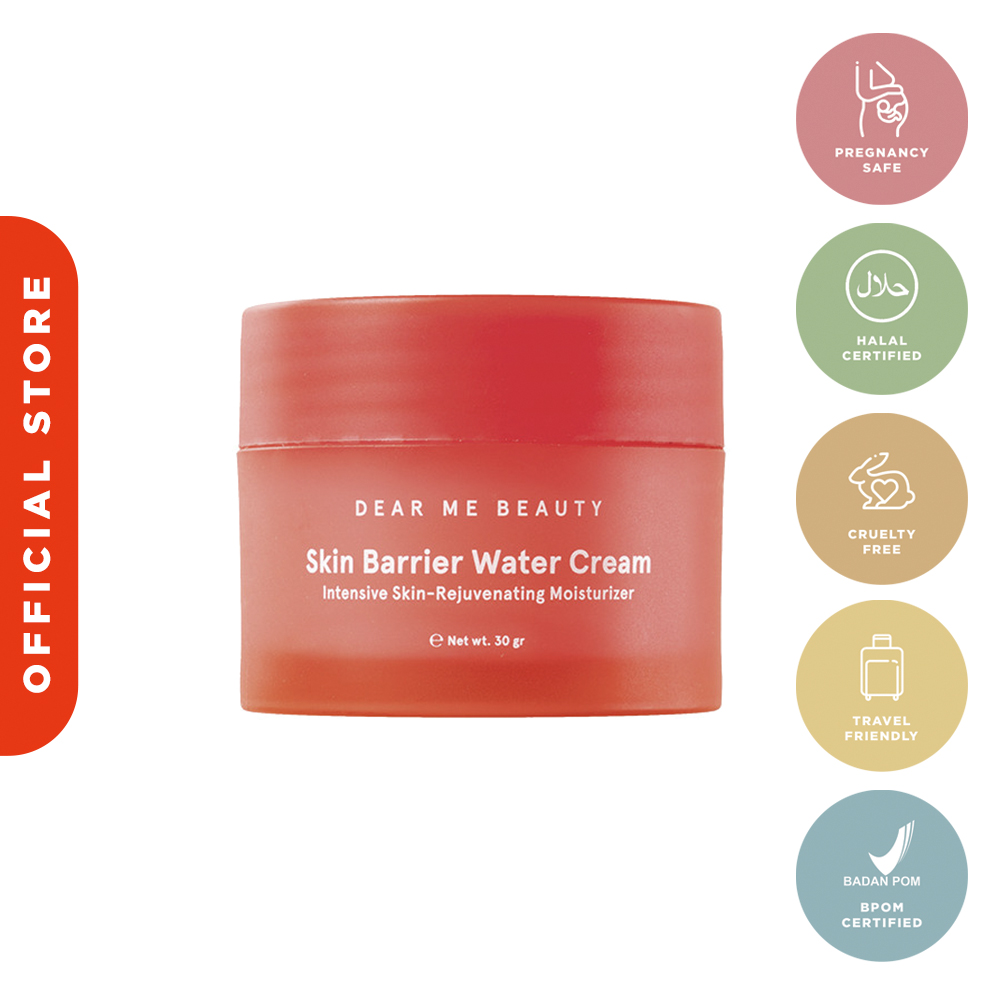 OFFICIAL STORE
DEAR ME BEAUTY
Skin Barrier Water Cream
Intensive Skin-Rejuvenating Moisturizer
℮ Net wt. 30 gr
PREGNANCY
SAFE
حلال
HALAL
CERTIFIED
CRUELTY
FREE
TRAVEL
FRIENDLY
BADAN POM
BPOM
CERTIFIED